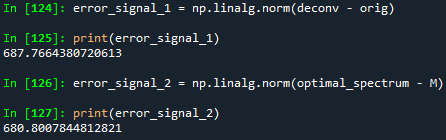 In [124]: error_signal_1 = np.linalg.norm(deconv - orig)
In [125]: print(error_signal_1)
687.7664380720613
In [126]: error_signal_2 = np.linalg.norm(optimal_spectrum - M)
In [127]: print(error_signal_2)
680.8007844812821